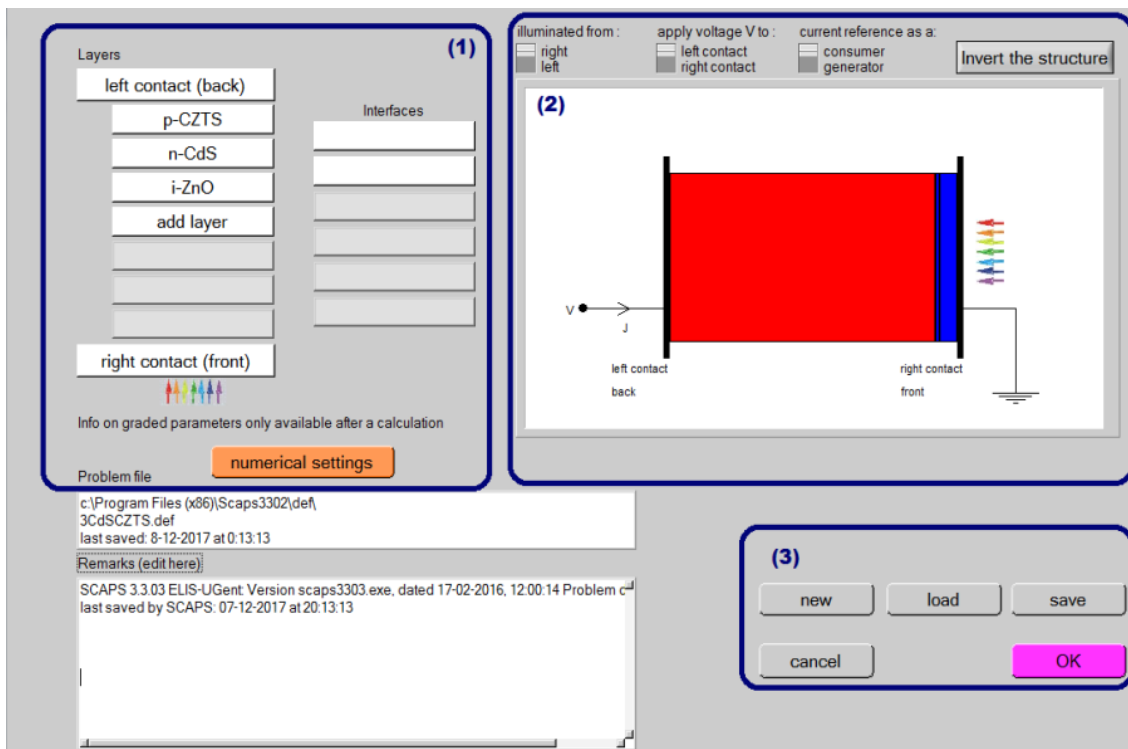 Layers
(1)
left contact (back)
p-CZTS
n-CdS
i-ZnO
add layer
right contact (front)
Interfaces
Info on graded parameters only available after a calculation
numerical settings
illuminated from :
right
left
apply voltage V to :
left contact
right contact
current reference as a:
consumer
generator
Invert the structure
(2)
V
J
left contact
back
right contact
front
Problem file
c:\Program Files (x86)\Scaps3302\def\
3CdSCZTS.def
last saved: 8-12-2017 at 0:13:13
Remarks (edit here)
SCAPS 3.3.03 ELIS-UGent: Version scaps3303.exe, dated 17-02-2016, 12:00:14 Problem c
last saved by SCAPS: 07-12-2017 at 20:13:13
(3)
new
load
save
cancel
OK